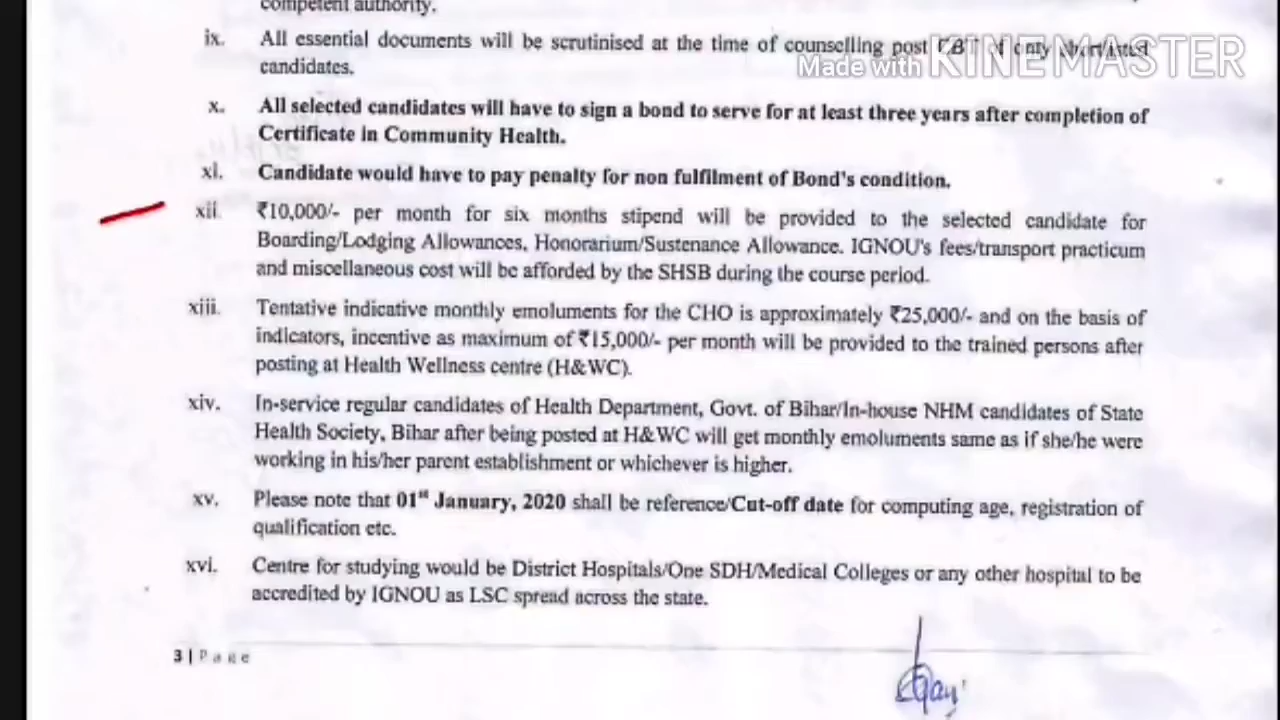 competent authority.
ix. All essential documents will be scrutinised at the time of counselling post CBT of only shortlisted
candidates.
Made with KINEMASTER
x. All selected candidates will have to sign a bond to serve for at least three years after completion of
Certificate in Community Health.
xi. Candidate would have to pay penalty for non fulfilment of Bond's condition.
xii. ₹10,000/- per month for six months stipend will be provided to the selected candidate for
Boarding/Lodging Allowances, Honorarium/Sustenance Allowance. IGNOU's fees/transport practicum
and miscellaneous cost will be afforded by the SHSB during the course period.
xiii. Tentative indicative monthly emoluments for the CHO is approximately ₹25,000/- and on the basis of
indicators, incentive as maximum of ₹15,000/- per month will be provided to the trained persons after
posting at Health Wellness centre (H&WC).
xiv. In-service regular candidates of Health Department, Govt. of Bihar/In-house NHM candidates of State
Health Society, Bihar after being posted at H&WC will get monthly emoluments same as if she/he were
working in his/her parent establishment or whichever is higher.
xv. Please note that 01st January, 2020 shall be reference/Cut-off date for computing age, registration of
qualification etc.
xvi. Centre for studying would be District Hospitals/One SDH/Medical Colleges or any other hospital to be
accredited by IGNOU as LSC spread across the state.
3 | Page